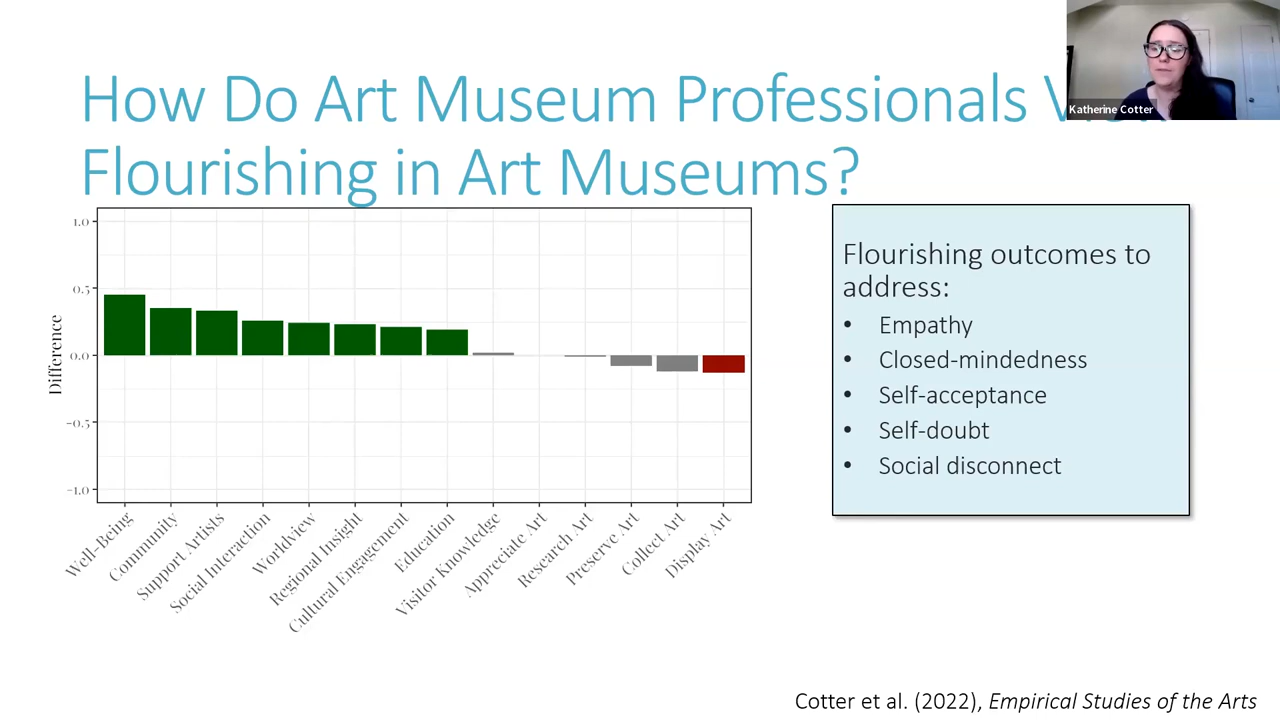 How Do Art Museum Professionals
Flourishing in Art Museums?
Katherine Cotter
1.0
0.5
0.0
-0.5
-1.0
Difference
Well-Being
Community
Support Artists
Social Interaction
Worldview
Regional Insight
Cultural Engagement
Education
Visitor Knowledge
Appreciate Art
Research Art
Preserve Art
Collect Art
Display Art
Flourishing outcomes to
address:
• Empathy
• Closed-mindedness
• Self-acceptance
• Self-doubt
• Social disconnect
Cotter et al. (2022), Empirical Studies of the Arts